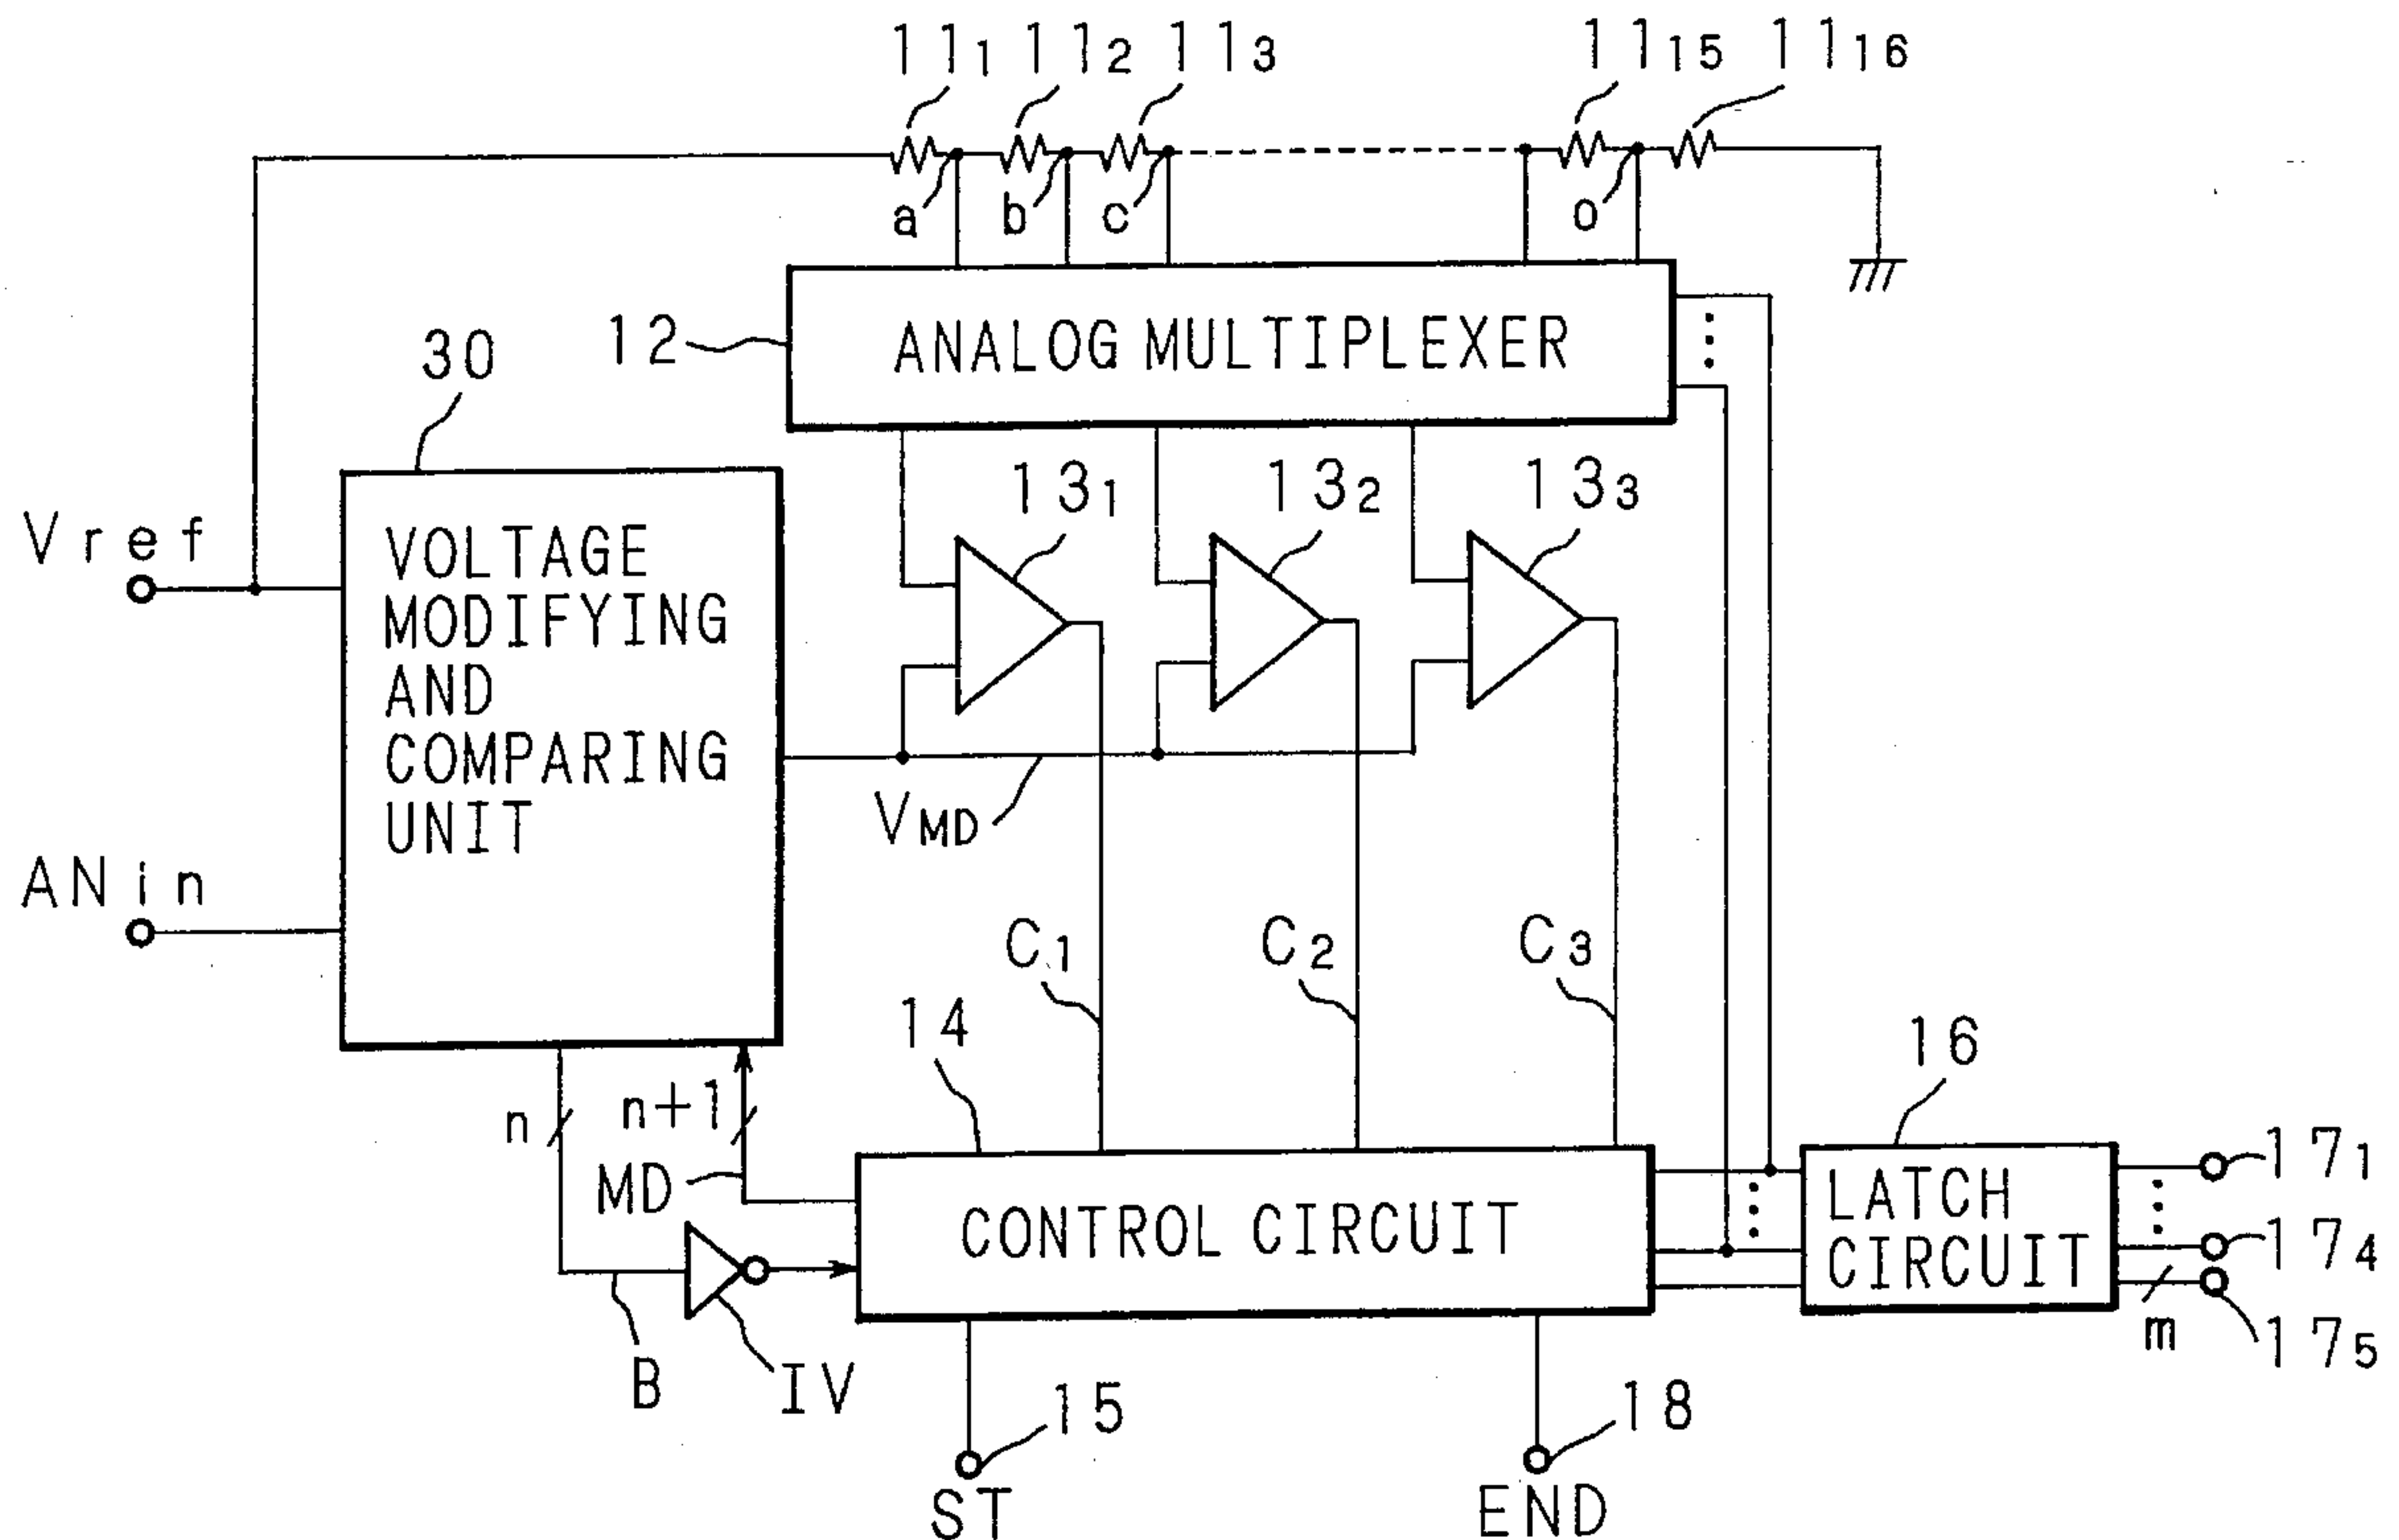 11₁ 11₂ 11₃ 11₁₅ 11₁₆
a b c o
12
ANALOG MULTIPLEXER
30
13₁ 13₂ 13₃
Vref
VOLTAGE
MODIFYING
AND
COMPARING
UNIT
V_MD
ANin
C₁ C₂ C₃
14
16
n
n+1
MD
CONTROL CIRCUIT
LATCH
CIRCUIT
17₁
17₄
17₅
m
B
IV
15
18
ST
END